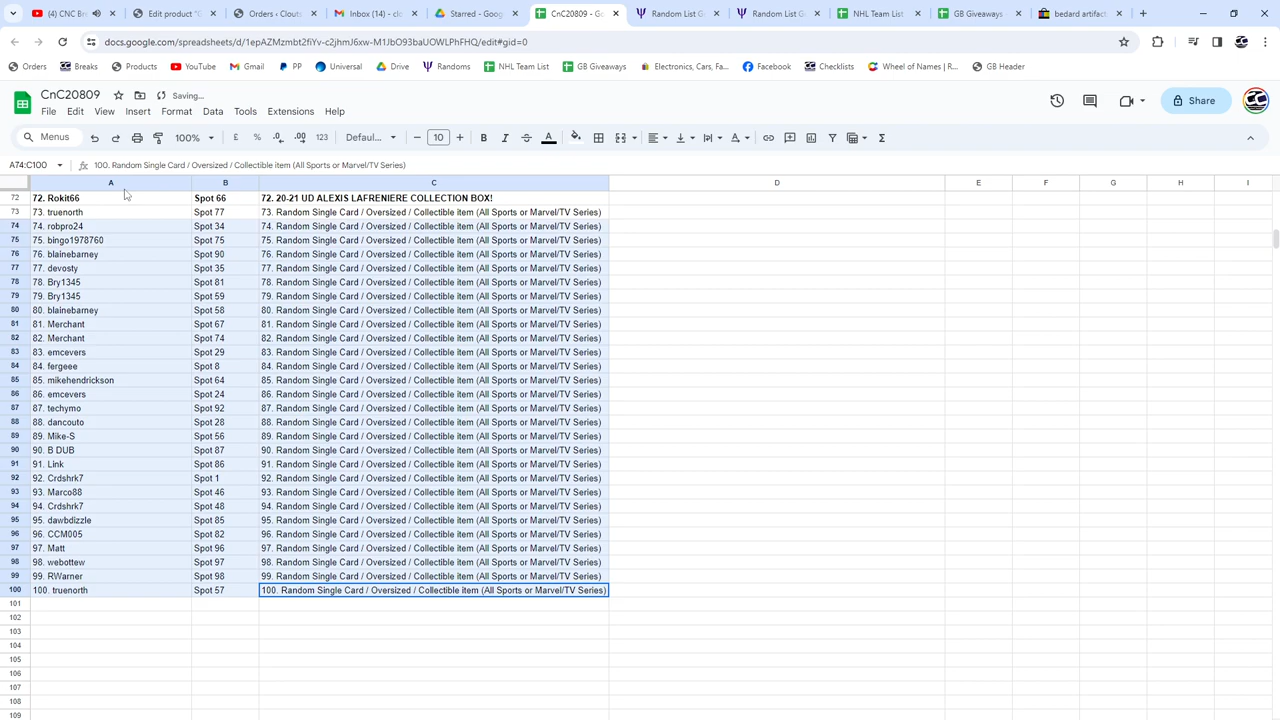 (4) CNC Br
Edit product "G
Orders ‹ Clouts
Inbox (14) - clo
Starred - Goog
CnC20809 - Go
Random List G
Random List Ge
NHL Team List
GB Giveaways
bedard artifact
docs.google.com/spreadsheets/d/1epAZMzmbt2fiYv-c2jhmJ6xw-M1JbO93baUOWLPhFHQ/edit#gid=0
Orders
Breaks
Products
YouTube
Gmail
PP
Universal
Drive
Randoms
NHL Team List
GB Giveaways
Electronics, Cars, Fa...
Facebook
Checklists
Wheel of Names | R...
GB Header
CnC20809
Saving...
File Edit View Insert Format Data Tools Extensions Help
Share
Menus
100%
£ % .0 .00 123
Defaul...
10
B I A
A74:C100
100. Random Single Card / Oversized / Collectible item (All Sports or Marvel/TV Series)
A B C D E F G H I
72 72. Rokit66 Spot 66 72. 20-21 UD ALEXIS LAFRENIERE COLLECTION BOX!
73 73. truenorth Spot 77 73. Random Single Card / Oversized / Collectible item (All Sports or Marvel/TV Series)
74 74. robpro24 Spot 34 74. Random Single Card / Oversized / Collectible item (All Sports or Marvel/TV Series)
75 75. bingo1978760 Spot 75 75. Random Single Card / Oversized / Collectible item (All Sports or Marvel/TV Series)
76 76. blainebarney Spot 90 76. Random Single Card / Oversized / Collectible item (All Sports or Marvel/TV Series)
77 77. devosty Spot 35 77. Random Single Card / Oversized / Collectible item (All Sports or Marvel/TV Series)
78 78. Bry1345 Spot 81 78. Random Single Card / Oversized / Collectible item (All Sports or Marvel/TV Series)
79 79. Bry1345 Spot 59 79. Random Single Card / Oversized / Collectible item (All Sports or Marvel/TV Series)
80 80. blainebarney Spot 58 80. Random Single Card / Oversized / Collectible item (All Sports or Marvel/TV Series)
81 81. Merchant Spot 67 81. Random Single Card / Oversized / Collectible item (All Sports or Marvel/TV Series)
82 82. Merchant Spot 74 82. Random Single Card / Oversized / Collectible item (All Sports or Marvel/TV Series)
83 83. emcevers Spot 29 83. Random Single Card / Oversized / Collectible item (All Sports or Marvel/TV Series)
84 84. fergeee Spot 8 84. Random Single Card / Oversized / Collectible item (All Sports or Marvel/TV Series)
85 85. mikehendrickson Spot 64 85. Random Single Card / Oversized / Collectible item (All Sports or Marvel/TV Series)
86 86. emcevers Spot 24 86. Random Single Card / Oversized / Collectible item (All Sports or Marvel/TV Series)
87 87. techymo Spot 92 87. Random Single Card / Oversized / Collectible item (All Sports or Marvel/TV Series)
88 88. dancouto Spot 28 88. Random Single Card / Oversized / Collectible item (All Sports or Marvel/TV Series)
89 89. Mike-S Spot 56 89. Random Single Card / Oversized / Collectible item (All Sports or Marvel/TV Series)
90 90. B DUB Spot 87 90. Random Single Card / Oversized / Collectible item (All Sports or Marvel/TV Series)
91 91. Link Spot 86 91. Random Single Card / Oversized / Collectible item (All Sports or Marvel/TV Series)
92 92. Crdshrk7 Spot 1 92. Random Single Card / Oversized / Collectible item (All Sports or Marvel/TV Series)
93 93. Marco88 Spot 46 93. Random Single Card / Oversized / Collectible item (All Sports or Marvel/TV Series)
94 94. Crdshrk7 Spot 48 94. Random Single Card / Oversized / Collectible item (All Sports or Marvel/TV Series)
95 95. dawbdizzle Spot 85 95. Random Single Card / Oversized / Collectible item (All Sports or Marvel/TV Series)
96 96. CCM005 Spot 82 96. Random Single Card / Oversized / Collectible item (All Sports or Marvel/TV Series)
97 97. Matt Spot 96 97. Random Single Card / Oversized / Collectible item (All Sports or Marvel/TV Series)
98 98. webottew Spot 97 98. Random Single Card / Oversized / Collectible item (All Sports or Marvel/TV Series)
99 99. RWarner Spot 98 99. Random Single Card / Oversized / Collectible item (All Sports or Marvel/TV Series)
100 100. truenorth Spot 57 100. Random Single Card / Oversized / Collectible item (All Sports or Marvel/TV Series)
101
102
103
104
105
106
107
108
109